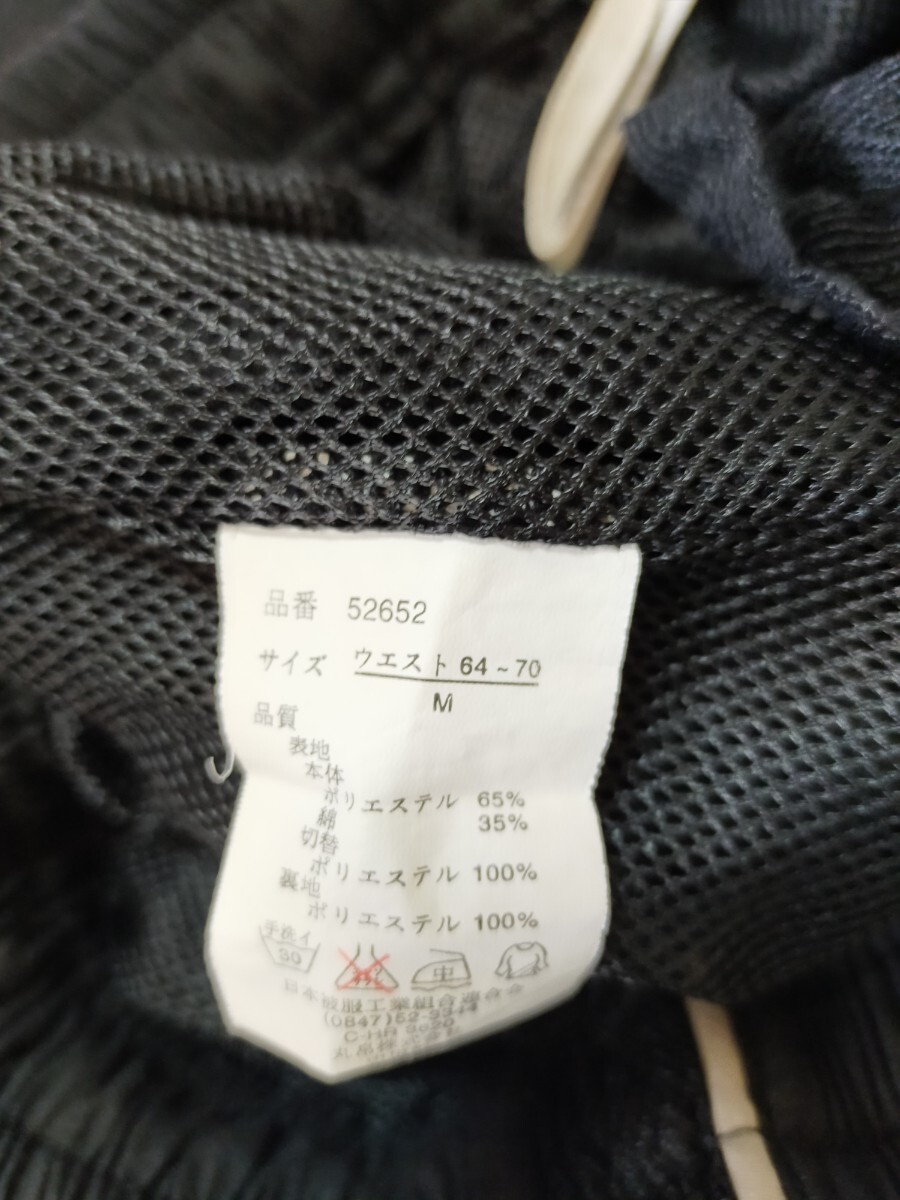 品番 52652
サイズ ウエスト 64~70
M
品質
表地
本体
ポリエステル 65%
綿 35%
切替
ポリエステル 100%
裏地
ポリエステル 100%
手洗イ
30
中
日本被服工業組合連合会
(0847)52-